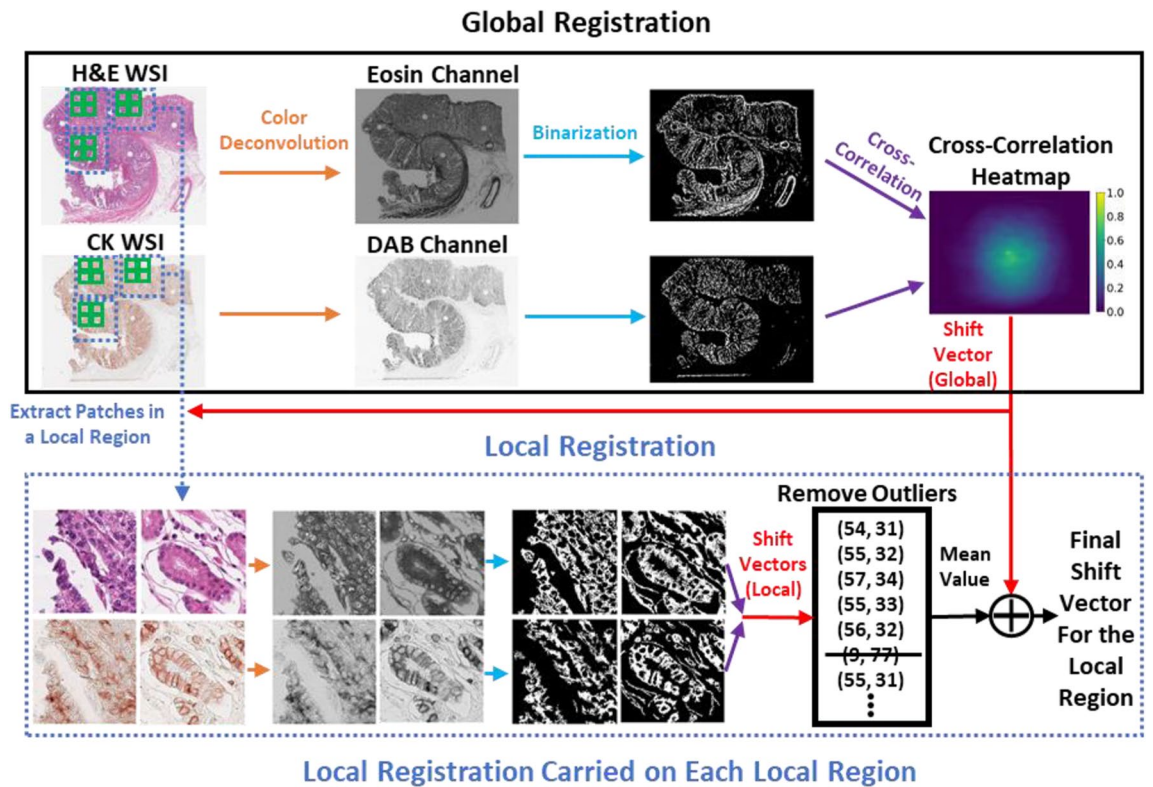 Global Registration
H&E WSI
Eosin Channel
Color
Deconvolution
Binarization
Cross-
Correlation
Cross-Correlation
Heatmap
1.0
0.8
0.6
0.4
0.2
0.0
CK WSI
DAB Channel
Shift
Vector
(Global)
Extract Patches in
a Local Region
Local Registration
Remove Outliers
Shift
Vectors
(Local)
(54, 31)
(55, 32)
(57, 34)
(55, 33)
(56, 32)
(9, 77)
(55, 31)
Mean
Value
Final
Shift
Vector
For the
Local
Region
Local Registration Carried on Each Local Region